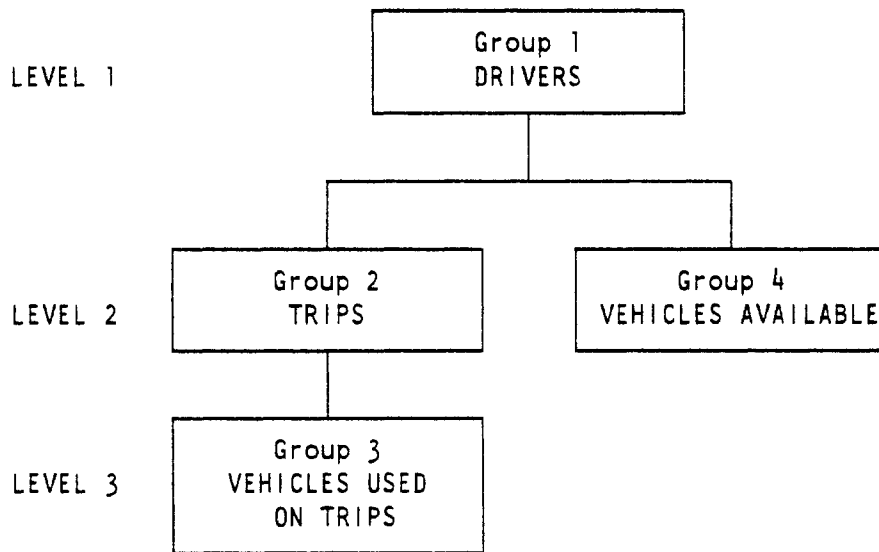 LEVEL 1
Group 1
DRIVERS
LEVEL 2
Group 2
TRIPS
Group 4
VEHICLES AVAILABLE
LEVEL 3
Group 3
VEHICLES USED
ON TRIPS